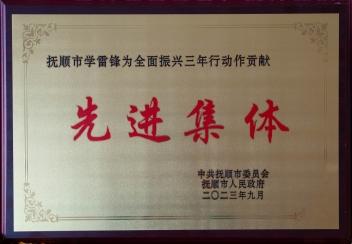 抚顺市学雷锋为全面振兴三年行动作贡献
先进集体
中共抚顺市委员会
抚顺市人民政府
二〇二三年九月